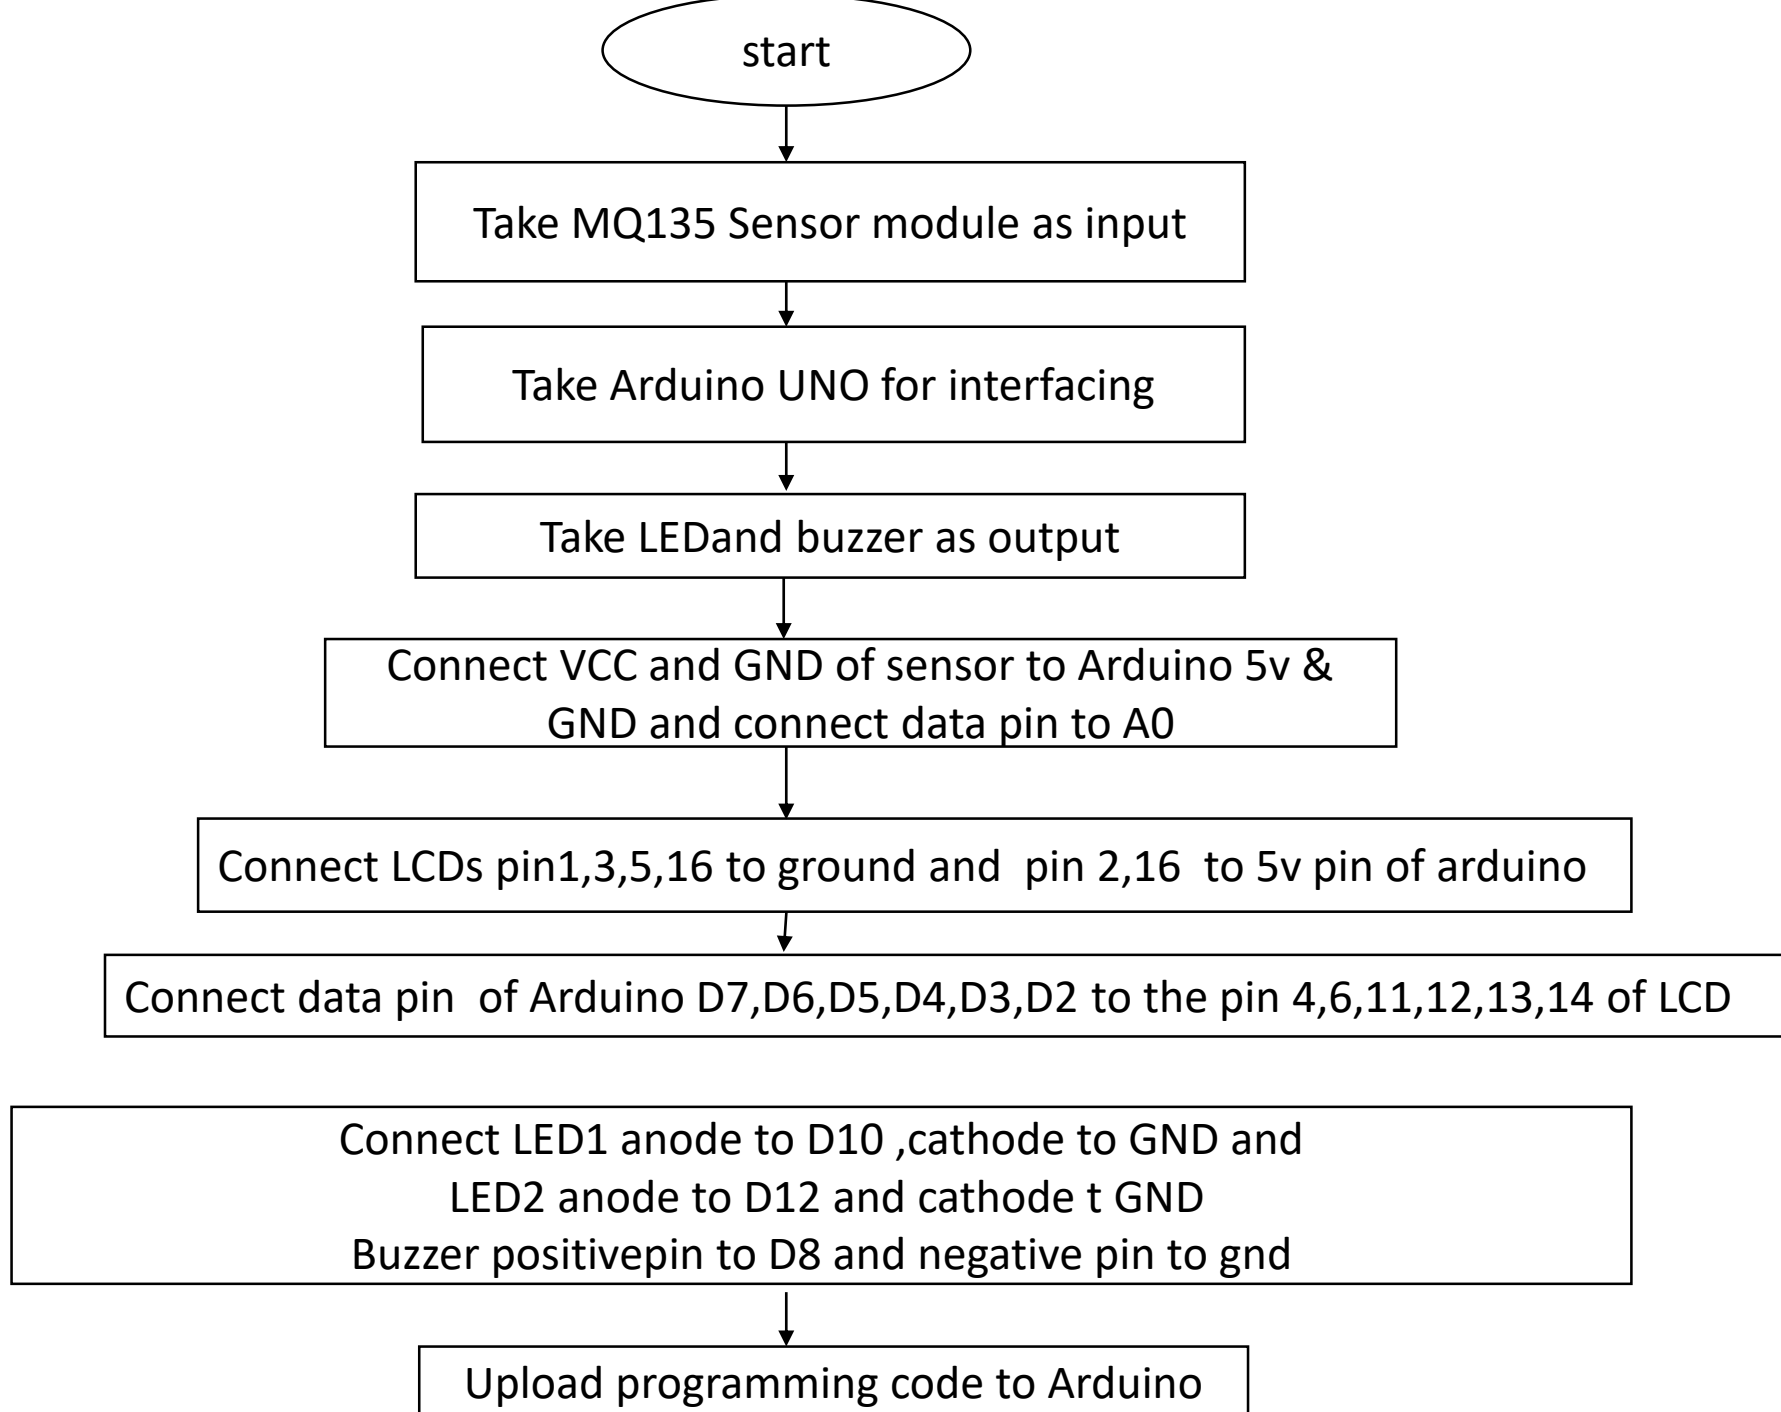 start
Take MQ135 Sensor module as input
Take Arduino UNO for interfacing
Take LEDand buzzer as output
Connect VCC and GND of sensor to Arduino 5v &
GND and connect data pin to A0
Connect LCDs pin1,3,5,16 to ground and  pin 2,16  to 5v pin of arduino
Connect data pin  of Arduino D7,D6,D5,D4,D3,D2 to the pin 4,6,11,12,13,14 of LCD
Connect LED1 anode to D10 ,cathode to GND and
LED2 anode to D12 and cathode t GND
Buzzer positivepin to D8 and negative pin to gnd
Upload programming code to Arduino